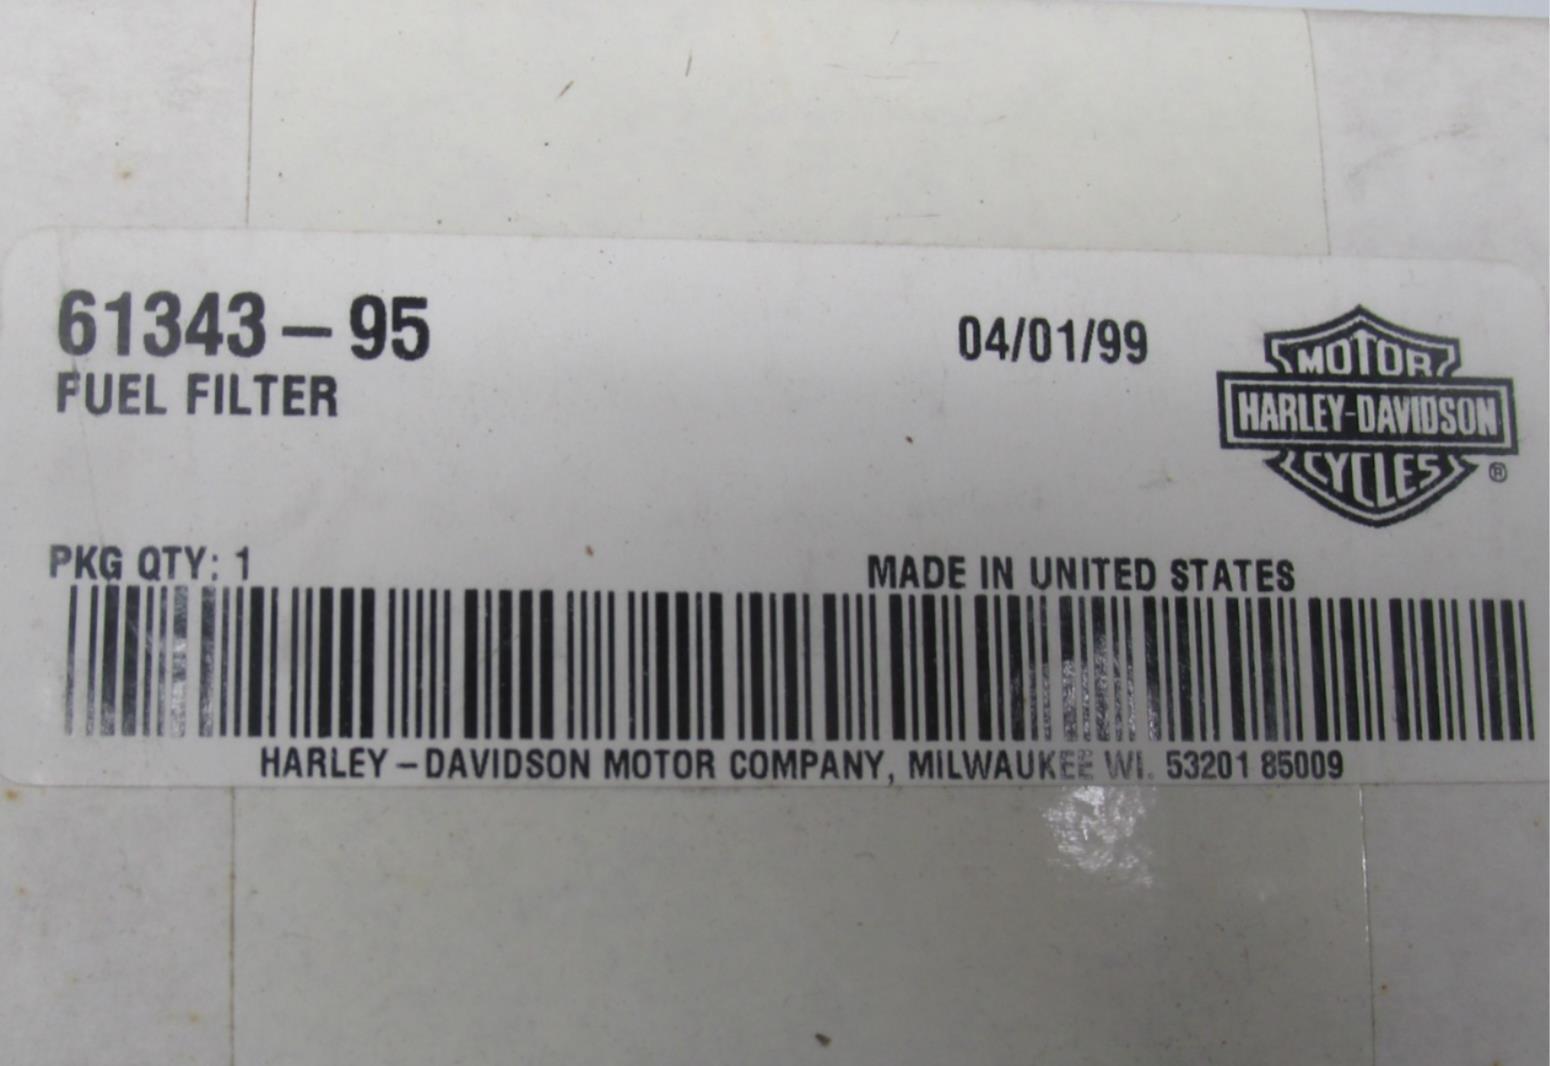 61343-95
FUEL FILTER
04/01/99
MOTOR
HARLEY-DAVIDSON
CYCLES
®
PKG QTY: 1
MADE IN UNITED STATES
HARLEY-DAVIDSON MOTOR COMPANY, MILWAUKEE WI. 53201 85009